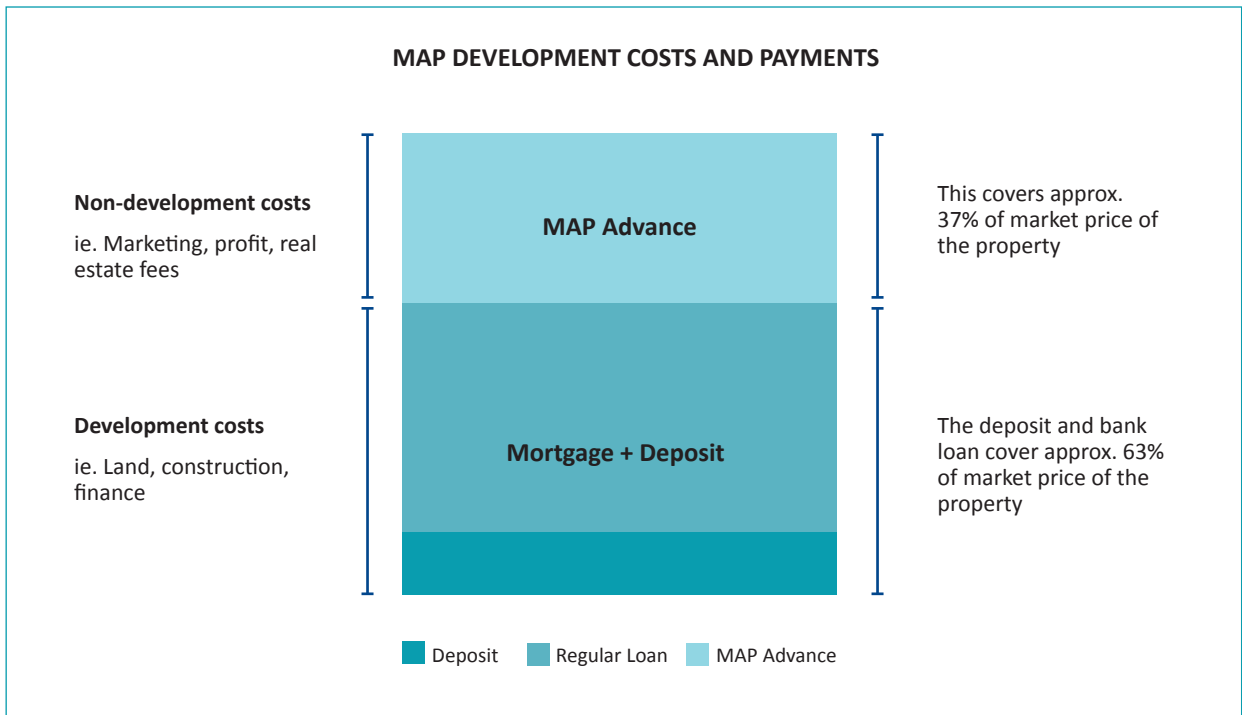 MAP DEVELOPMENT COSTS AND PAYMENTS
Non-development costs
ie. Marketing, profit, real
estate fees
MAP Advance
This covers approx.
37% of market price of
the property
Development costs
ie. Land, construction,
finance
Mortgage + Deposit
The deposit and bank
loan cover approx. 63%
of market price of the
property
Deposit
Regular Loan
MAP Advance